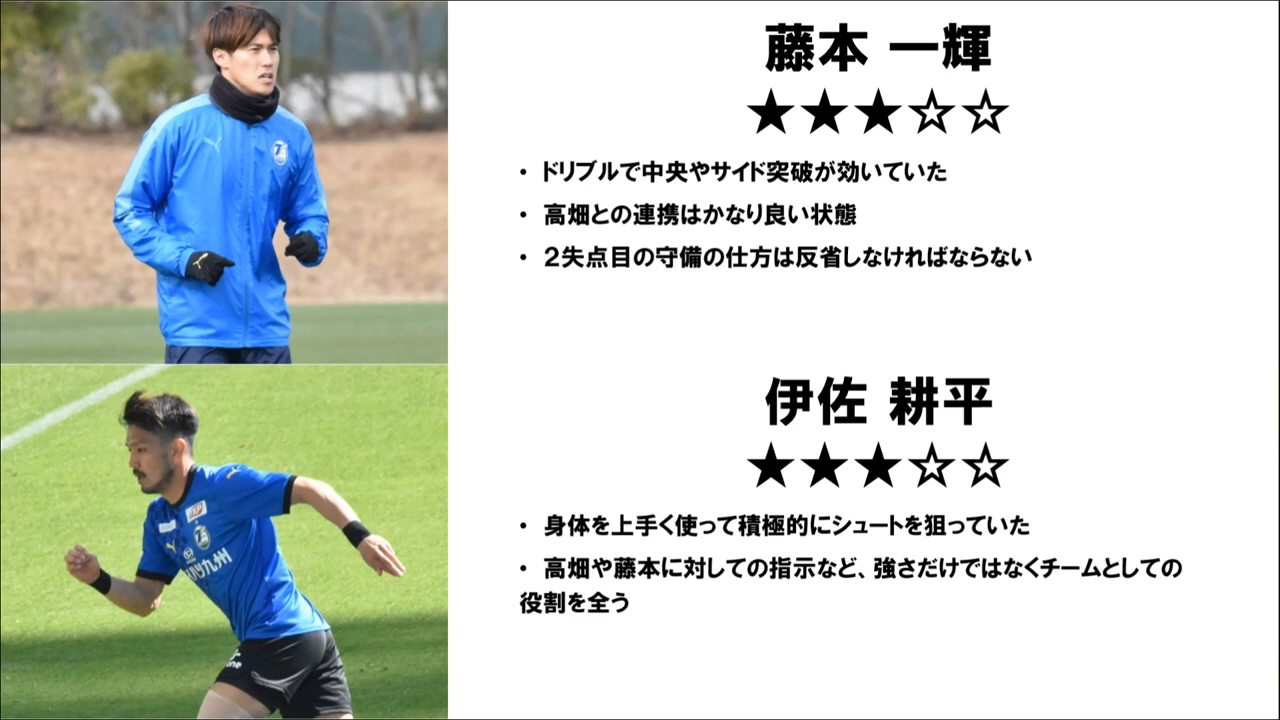 藤本 一輝
★★★☆☆
・ ドリブルで中央やサイド突破が効いていた
・ 高畑との連携はかなり良い状態
・ ２失点目の守備の仕方は反省しなければならない
伊佐 耕平
★★★☆☆
・ 身体を上手く使って積極的にシュートを狙っていた
・ 高畑や藤本に対しての指示など、強さだけではなくチームとしての
役割を全う
九州